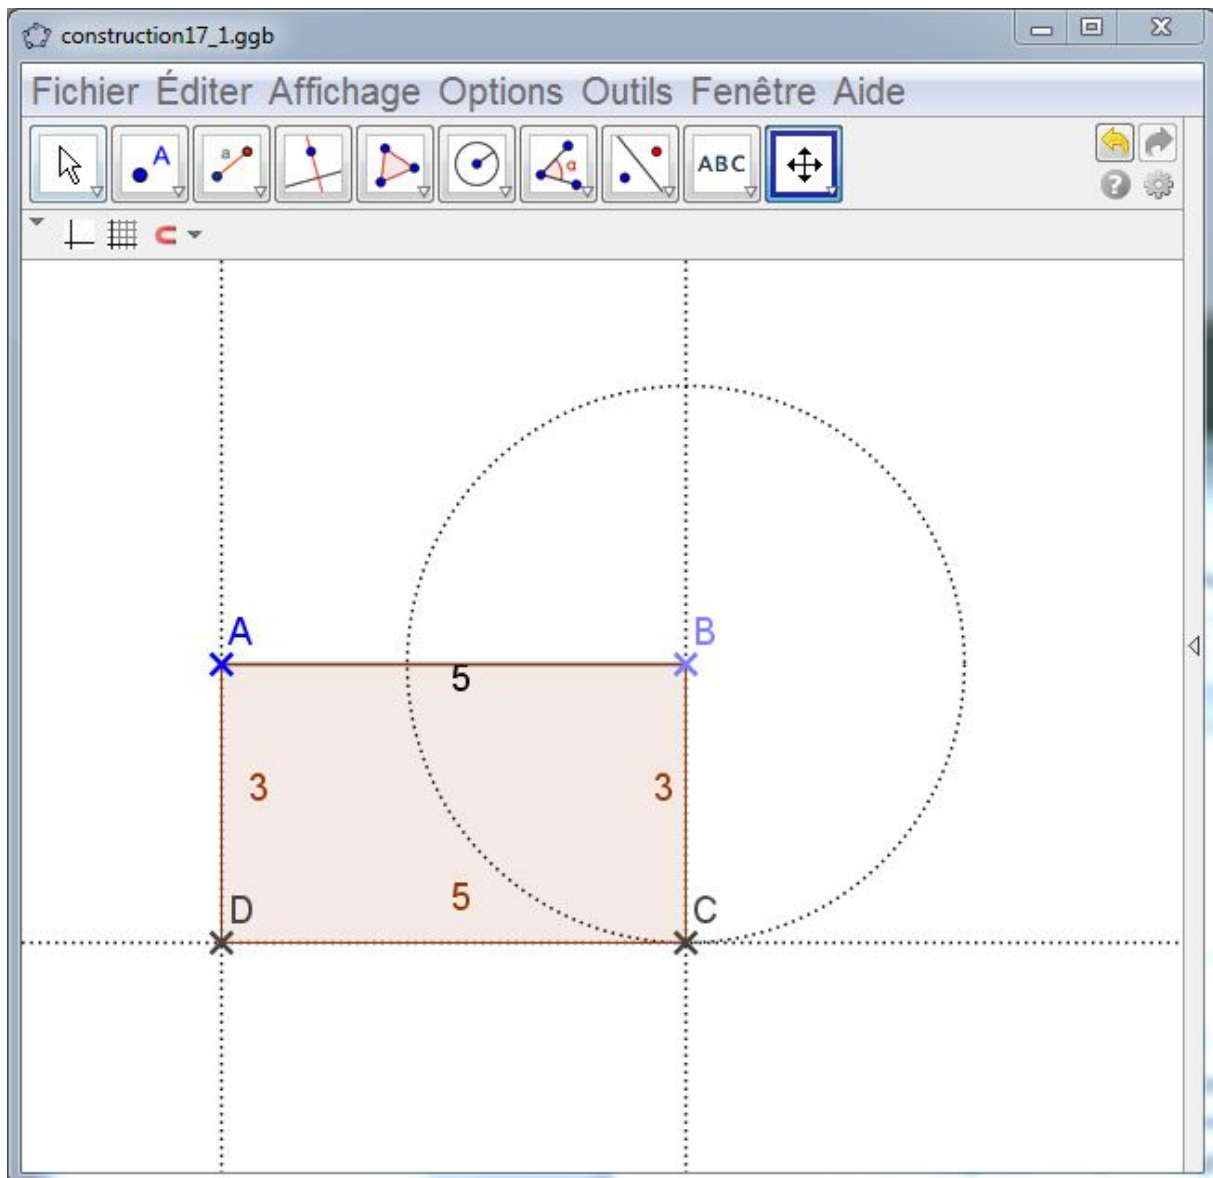 construction17_1.ggb
Fichier Éditer Affichage Options Outils Fenêtre Aide
A a α ABC ?
A B
5
3 3
5
D C